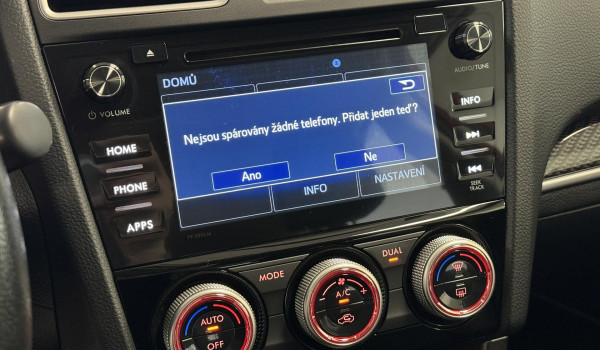 DOMŮ
Nejsou spárovány žádné telefony. Přidat jeden teď?
Ano
Ne
INFO
NASTAVENÍ
VOLUME
HOME
PHONE
APPS
AUDIO/TUNE
INFO
SEEK
TRACK
MODE
DUAL
AUTO
OFF
A/C